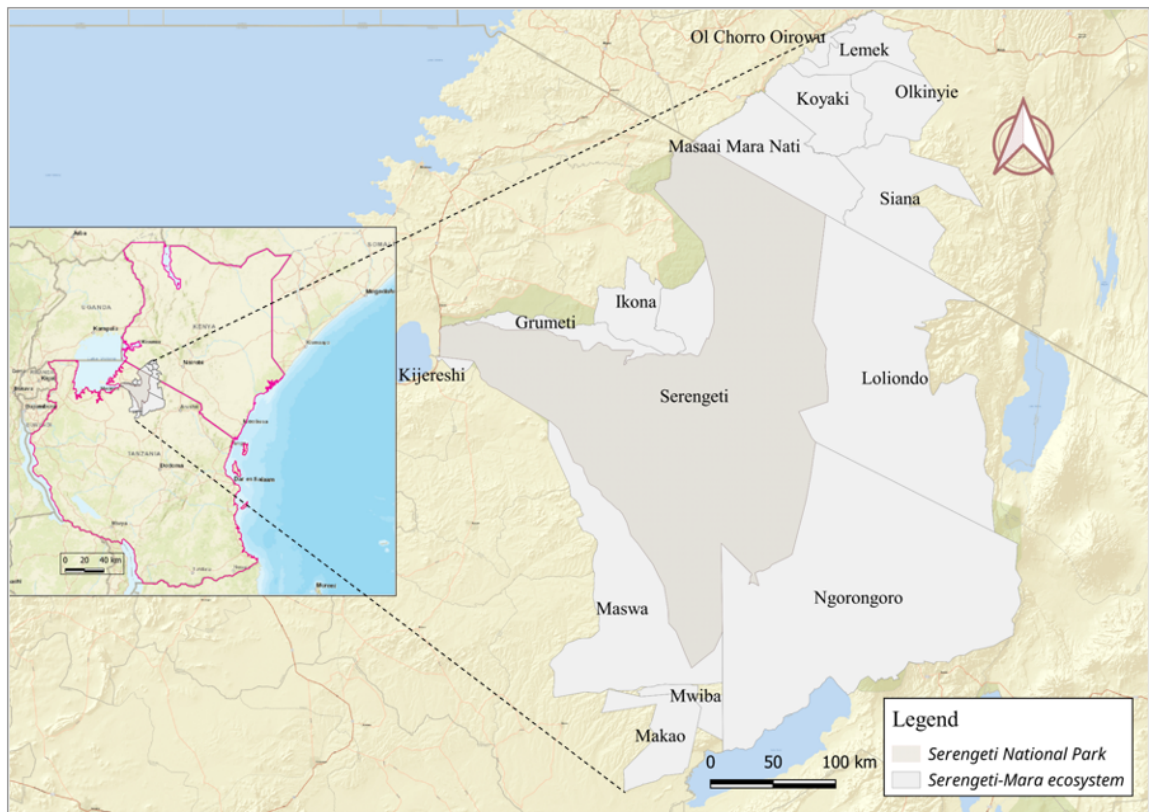 Ol Chorro Oirowu
Lemek
Koyaki
Olkinyie
Masaai Mara Nati
Siana
Ikona
Grumeti
Kijereshi
Serengeti
Loliondo
Maswa
Ngorongoro
Mwiba
Makao
UGANDA
KENYA
Kampala
Nairobi
TANZANIA
Dodoma
Dar es Salaam
0 20 40 km
0 50 100 km
Legend
Serengeti National Park
Serengeti-Mara ecosystem